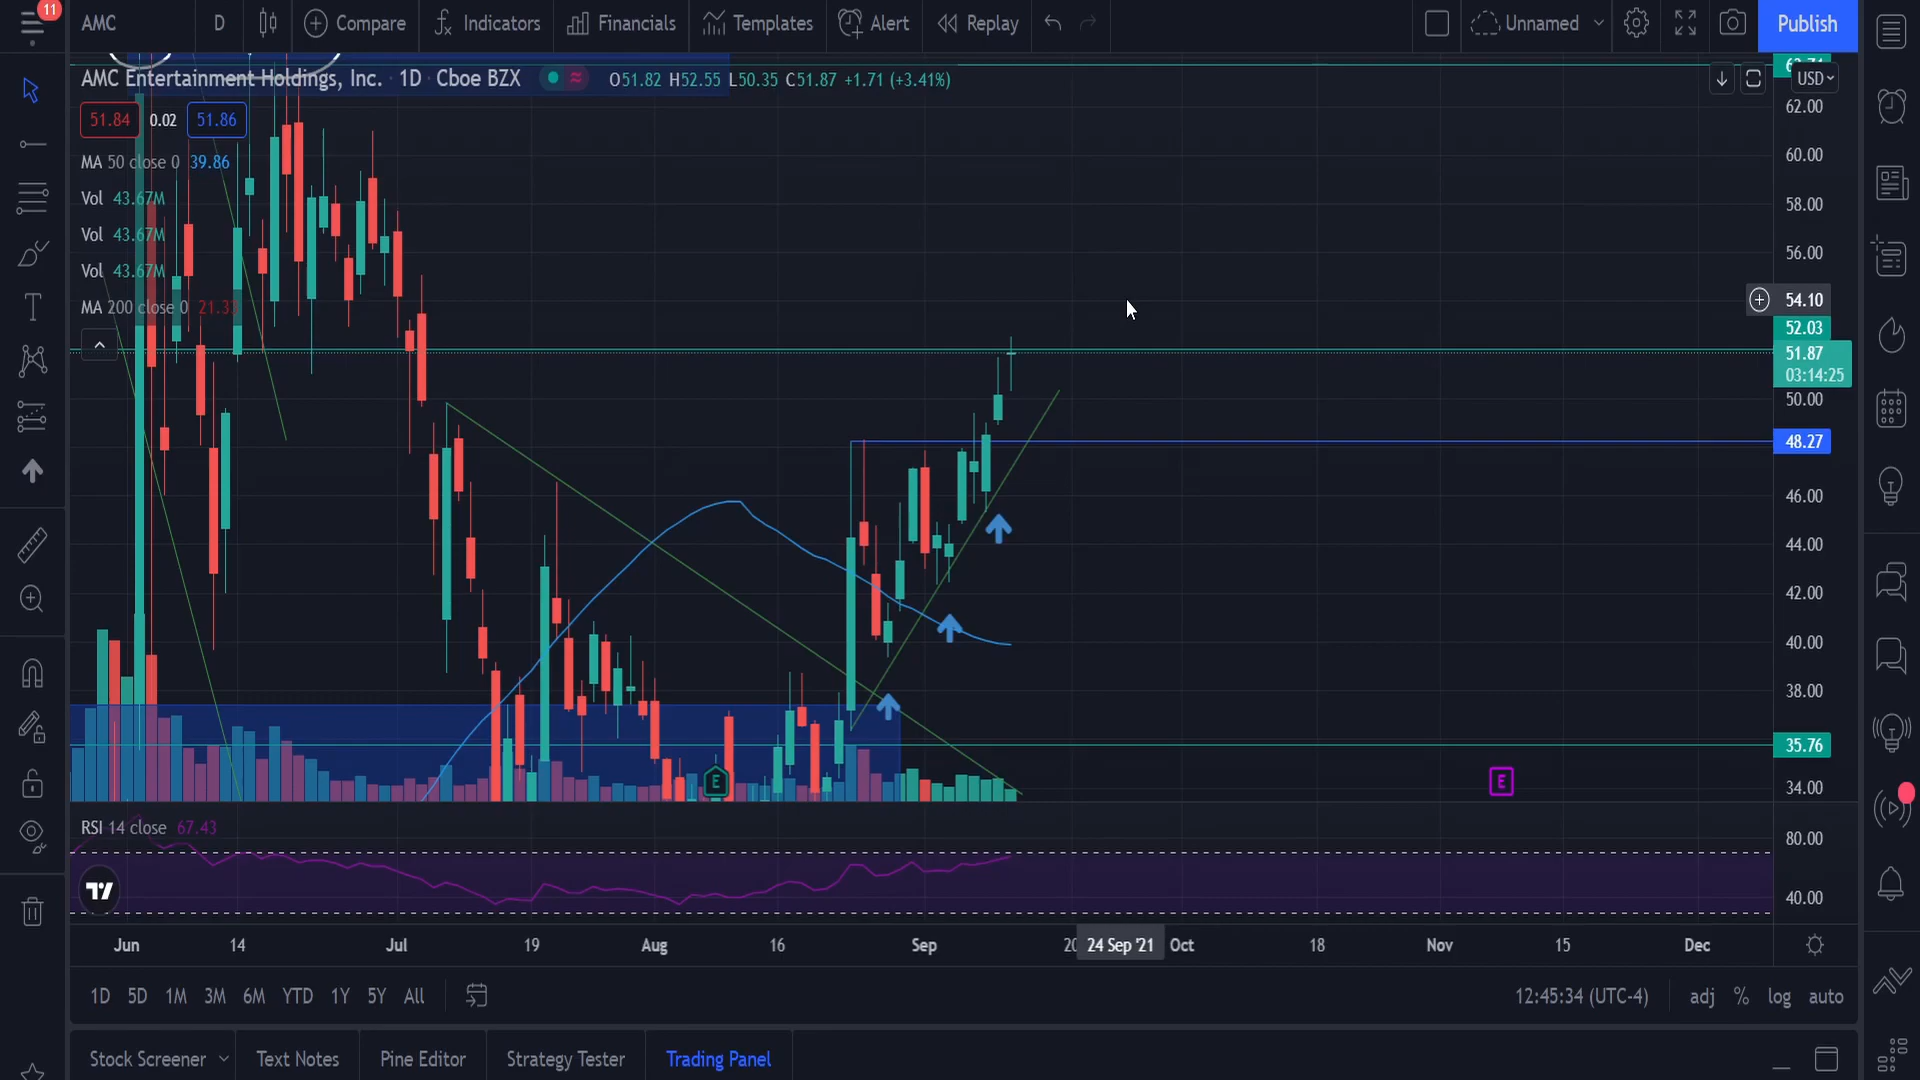 11
AMC
D
Compare
Indicators
Financials
Templates
Alert
Replay
Unnamed
Publish
AMC Entertainment Holdings, Inc. · 1D · Cboe BZX
O51.82 H52.55 L50.35 C51.87 +1.71 (+3.41%)
USD
51.84 0.02 51.86
MA 50 close 0 39.86
Vol 43.67M
Vol 43.67M
Vol 43.67M
MA 200 close 0
62.00
60.00
58.00
56.00
54.10
52.03
51.87
03:14:25
50.00
48.27
46.00
44.00
42.00
40.00
38.00
35.76
34.00
E
E
RSI 14 close 67.43
80.00
40.00
Jun 14 Jul 19 Aug 16 Sep 24 Sep '21 Oct 18 Nov 15 Dec
1D 5D 1M 3M 6M YTD 1Y 5Y All
12:45:34 (UTC-4)
adj % log auto
Stock Screener
Text Notes
Pine Editor
Strategy Tester
Trading Panel